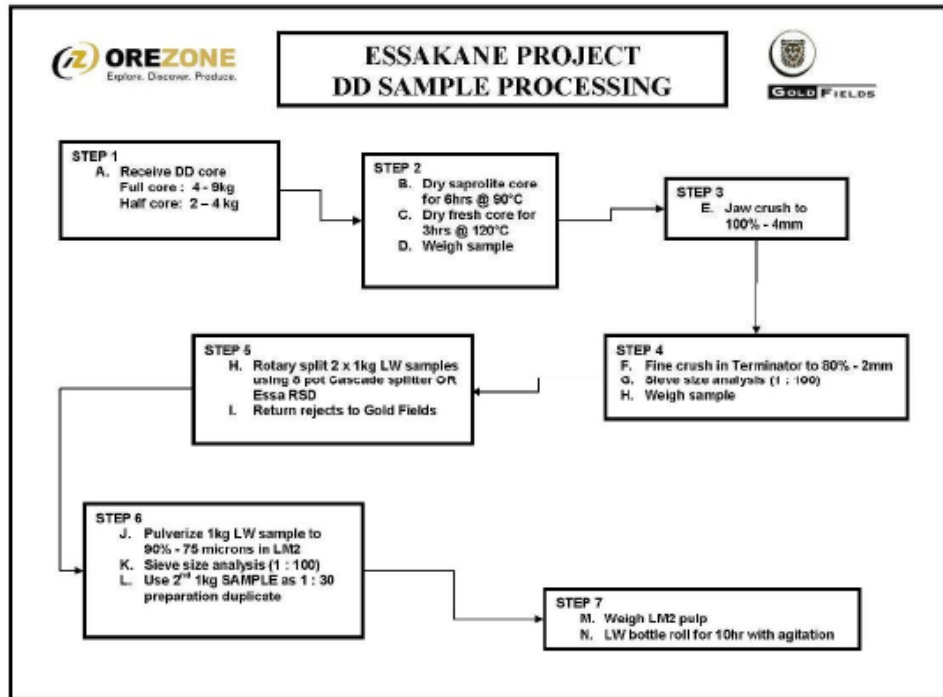 OREZONE
Explore. Discover. Produce.
ESSAKANE PROJECT
DD SAMPLE PROCESSING
GOLD FIELDS
STEP 1
A. Receive DD core
Full core : 4 - 9kg
Half core: 2 – 4 kg
STEP 2
B. Dry saprolite core
for 6hrs @ 90°C
C. Dry fresh core for
3hrs @ 120°C
D. Weigh sample
STEP 3
E. Jaw crush to
100% - 4mm
STEP 4
F. Fine crush in Terminator to 80% - 2mm
G. Sieve size analysis (1 : 100)
H. Weigh sample
STEP 5
H. Rotary split 2 x 1kg LW samples
using 8 pot Cascade splitter OR
Essa RSD
I. Return rejects to Gold Fields
STEP 6
J. Pulverize 1kg LW sample to
90% - 75 microns in LM2
K. Sieve size analysis (1 : 100)
L. Use 2nd 1kg SAMPLE as 1 : 30
preparation duplicate
STEP 7
M. Weigh LM2 pulp
N. LW bottle roll for 10hr with agitation